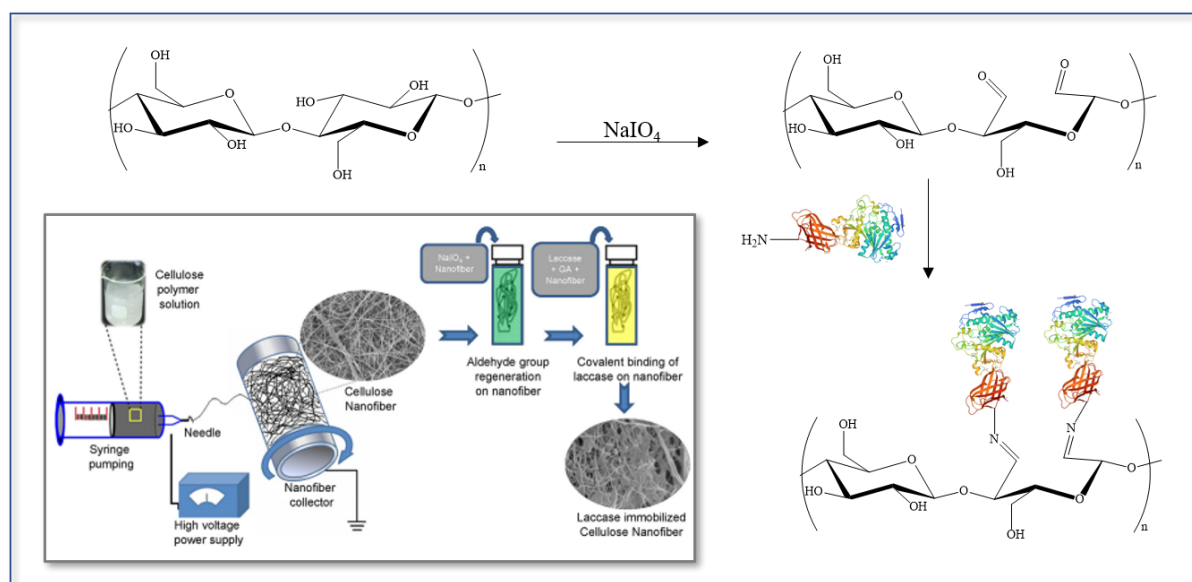 OH
OH
O
HO
OH
O
HO
OH
O
O
OH
n
NaIO₄
OH
O
HO
OH
O
O
O
O
O
OH
n
H₂N
Cellulose
polymer
solution
Syringe
pumping
Needle
High voltage
power supply
Nanofiber
collector
Cellulose
Nanofiber
NaIO₄ +
Nanofiber
Aldehyde group
regeneration
on nanofiber
Laccase
+ GA +
Nanofiber
Covalent binding of
laccase on nanofiber
Laccase immobilized
Cellulose Nanofiber
N
N
OH
O
HO
OH
O
O
O
OH
n